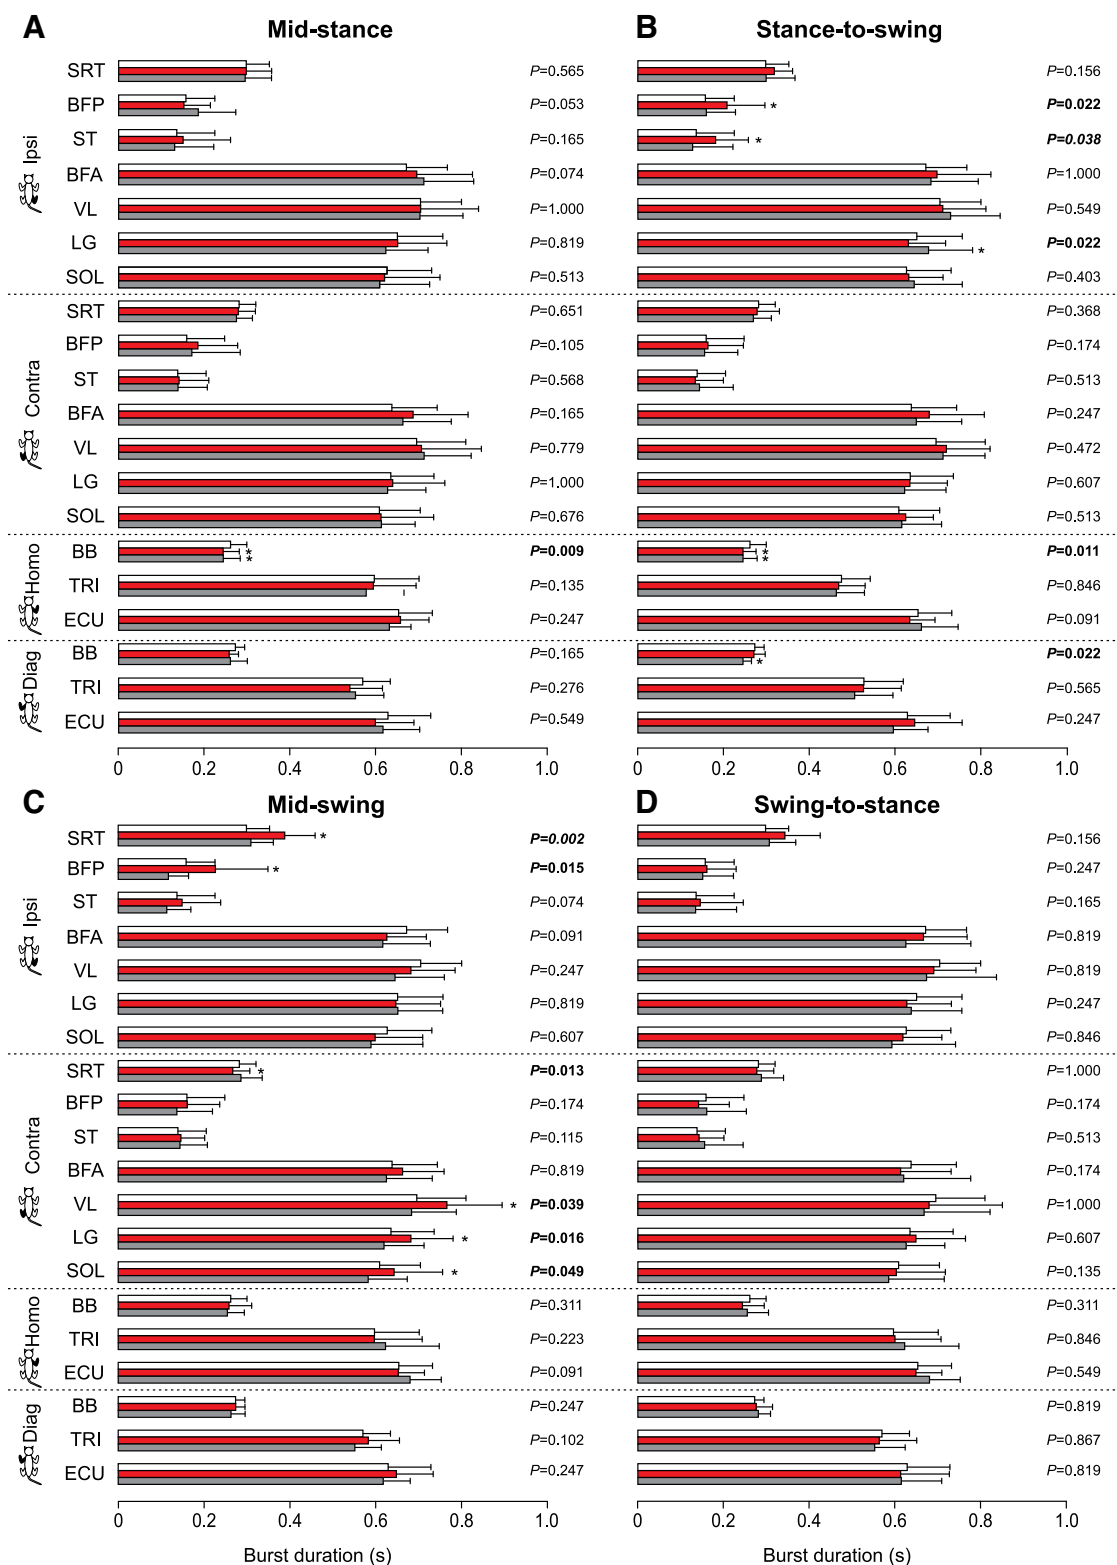 A Mid-stance B Stance-to-swing
SRT P=0.565 P=0.156
BFP P=0.053 P=0.022 *
ST P=0.165 P=0.038 *
BFA P=0.074 P=1.000
VL P=1.000 P=0.549
LG P=0.819 P=0.022 *
SOL P=0.513 P=0.403
Ipsi
SRT P=0.651 P=0.368
BFP P=0.105 P=0.174
ST P=0.568 P=0.513
BFA P=0.165 P=0.247
VL P=0.779 P=0.472
LG P=1.000 P=0.607
SOL P=0.676 P=0.513
Contra
BB * * P=0.009 * * P=0.011
TRI P=0.135 P=0.846
ECU P=0.247 P=0.091
Homo
BB P=0.165 * P=0.022
TRI P=0.276 P=0.565
ECU P=0.549 P=0.247
Diag
0 0.2 0.4 0.6 0.8 1.0 0 0.2 0.4 0.6 0.8 1.0
C Mid-swing D Swing-to-stance
SRT * P=0.002 P=0.156
BFP * P=0.015 P=0.247
ST P=0.074 P=0.165
BFA P=0.091 P=0.819
VL P=0.247 P=0.819
LG P=0.819 P=0.247
SOL P=0.607 P=0.846
Ipsi
SRT * P=0.013 P=1.000
BFP P=0.174 P=0.174
ST P=0.115 P=0.513
BFA P=0.819 P=0.174
VL * P=0.039 P=1.000
LG * P=0.016 P=0.607
SOL * P=0.049 P=0.135
Contra
BB P=0.311 P=0.311
TRI P=0.223 P=0.846
ECU P=0.091 P=0.549
Homo
BB P=0.247 P=0.819
TRI P=0.102 P=0.867
ECU P=0.247 P=0.819
Diag
0 0.2 0.4 0.6 0.8 1.0 0 0.2 0.4 0.6 0.8 1.0
Burst duration (s) Burst duration (s)